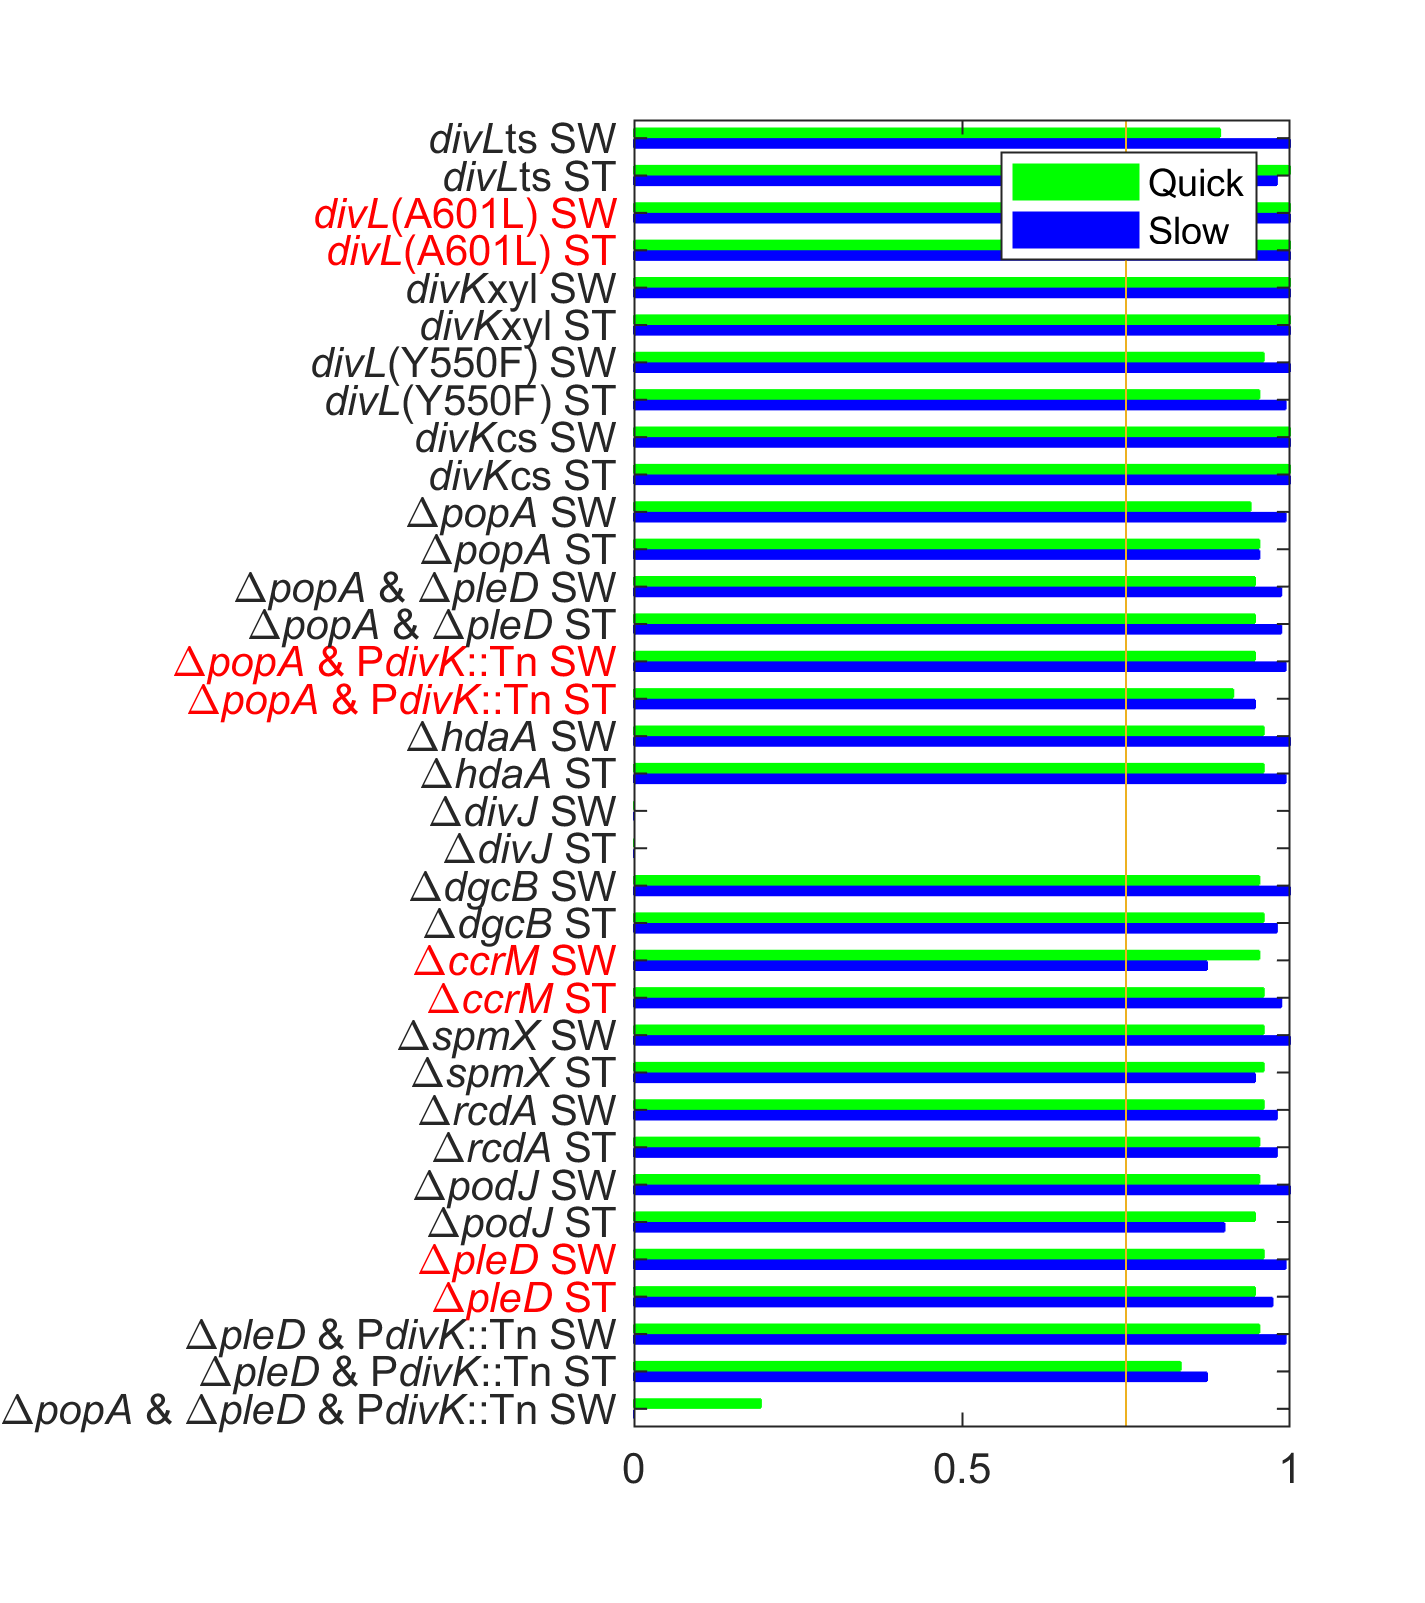 divLts SW
divLts ST
divL(A601L) SW
divL(A601L) ST
divKxyl SW
divKxyl ST
divL(Y550F) SW
divL(Y550F) ST
divKcs SW
divKcs ST
ΔpopA SW
ΔpopA ST
ΔpopA & ΔpleD SW
ΔpopA & ΔpleD ST
ΔpopA & PdivK::Tn SW
ΔpopA & PdivK::Tn ST
ΔhdaA SW
ΔhdaA ST
ΔdivJ SW
ΔdivJ ST
ΔdgcB SW
ΔdgcB ST
ΔccrM SW
ΔccrM ST
ΔspmX SW
ΔspmX ST
ΔrcdA SW
ΔrcdA ST
ΔpodJ SW
ΔpodJ ST
ΔpleD SW
ΔpleD ST
ΔpleD & PdivK::Tn SW
ΔpleD & PdivK::Tn ST
ΔpopA & ΔpleD & PdivK::Tn SW
Quick
Slow
0 0.5 1